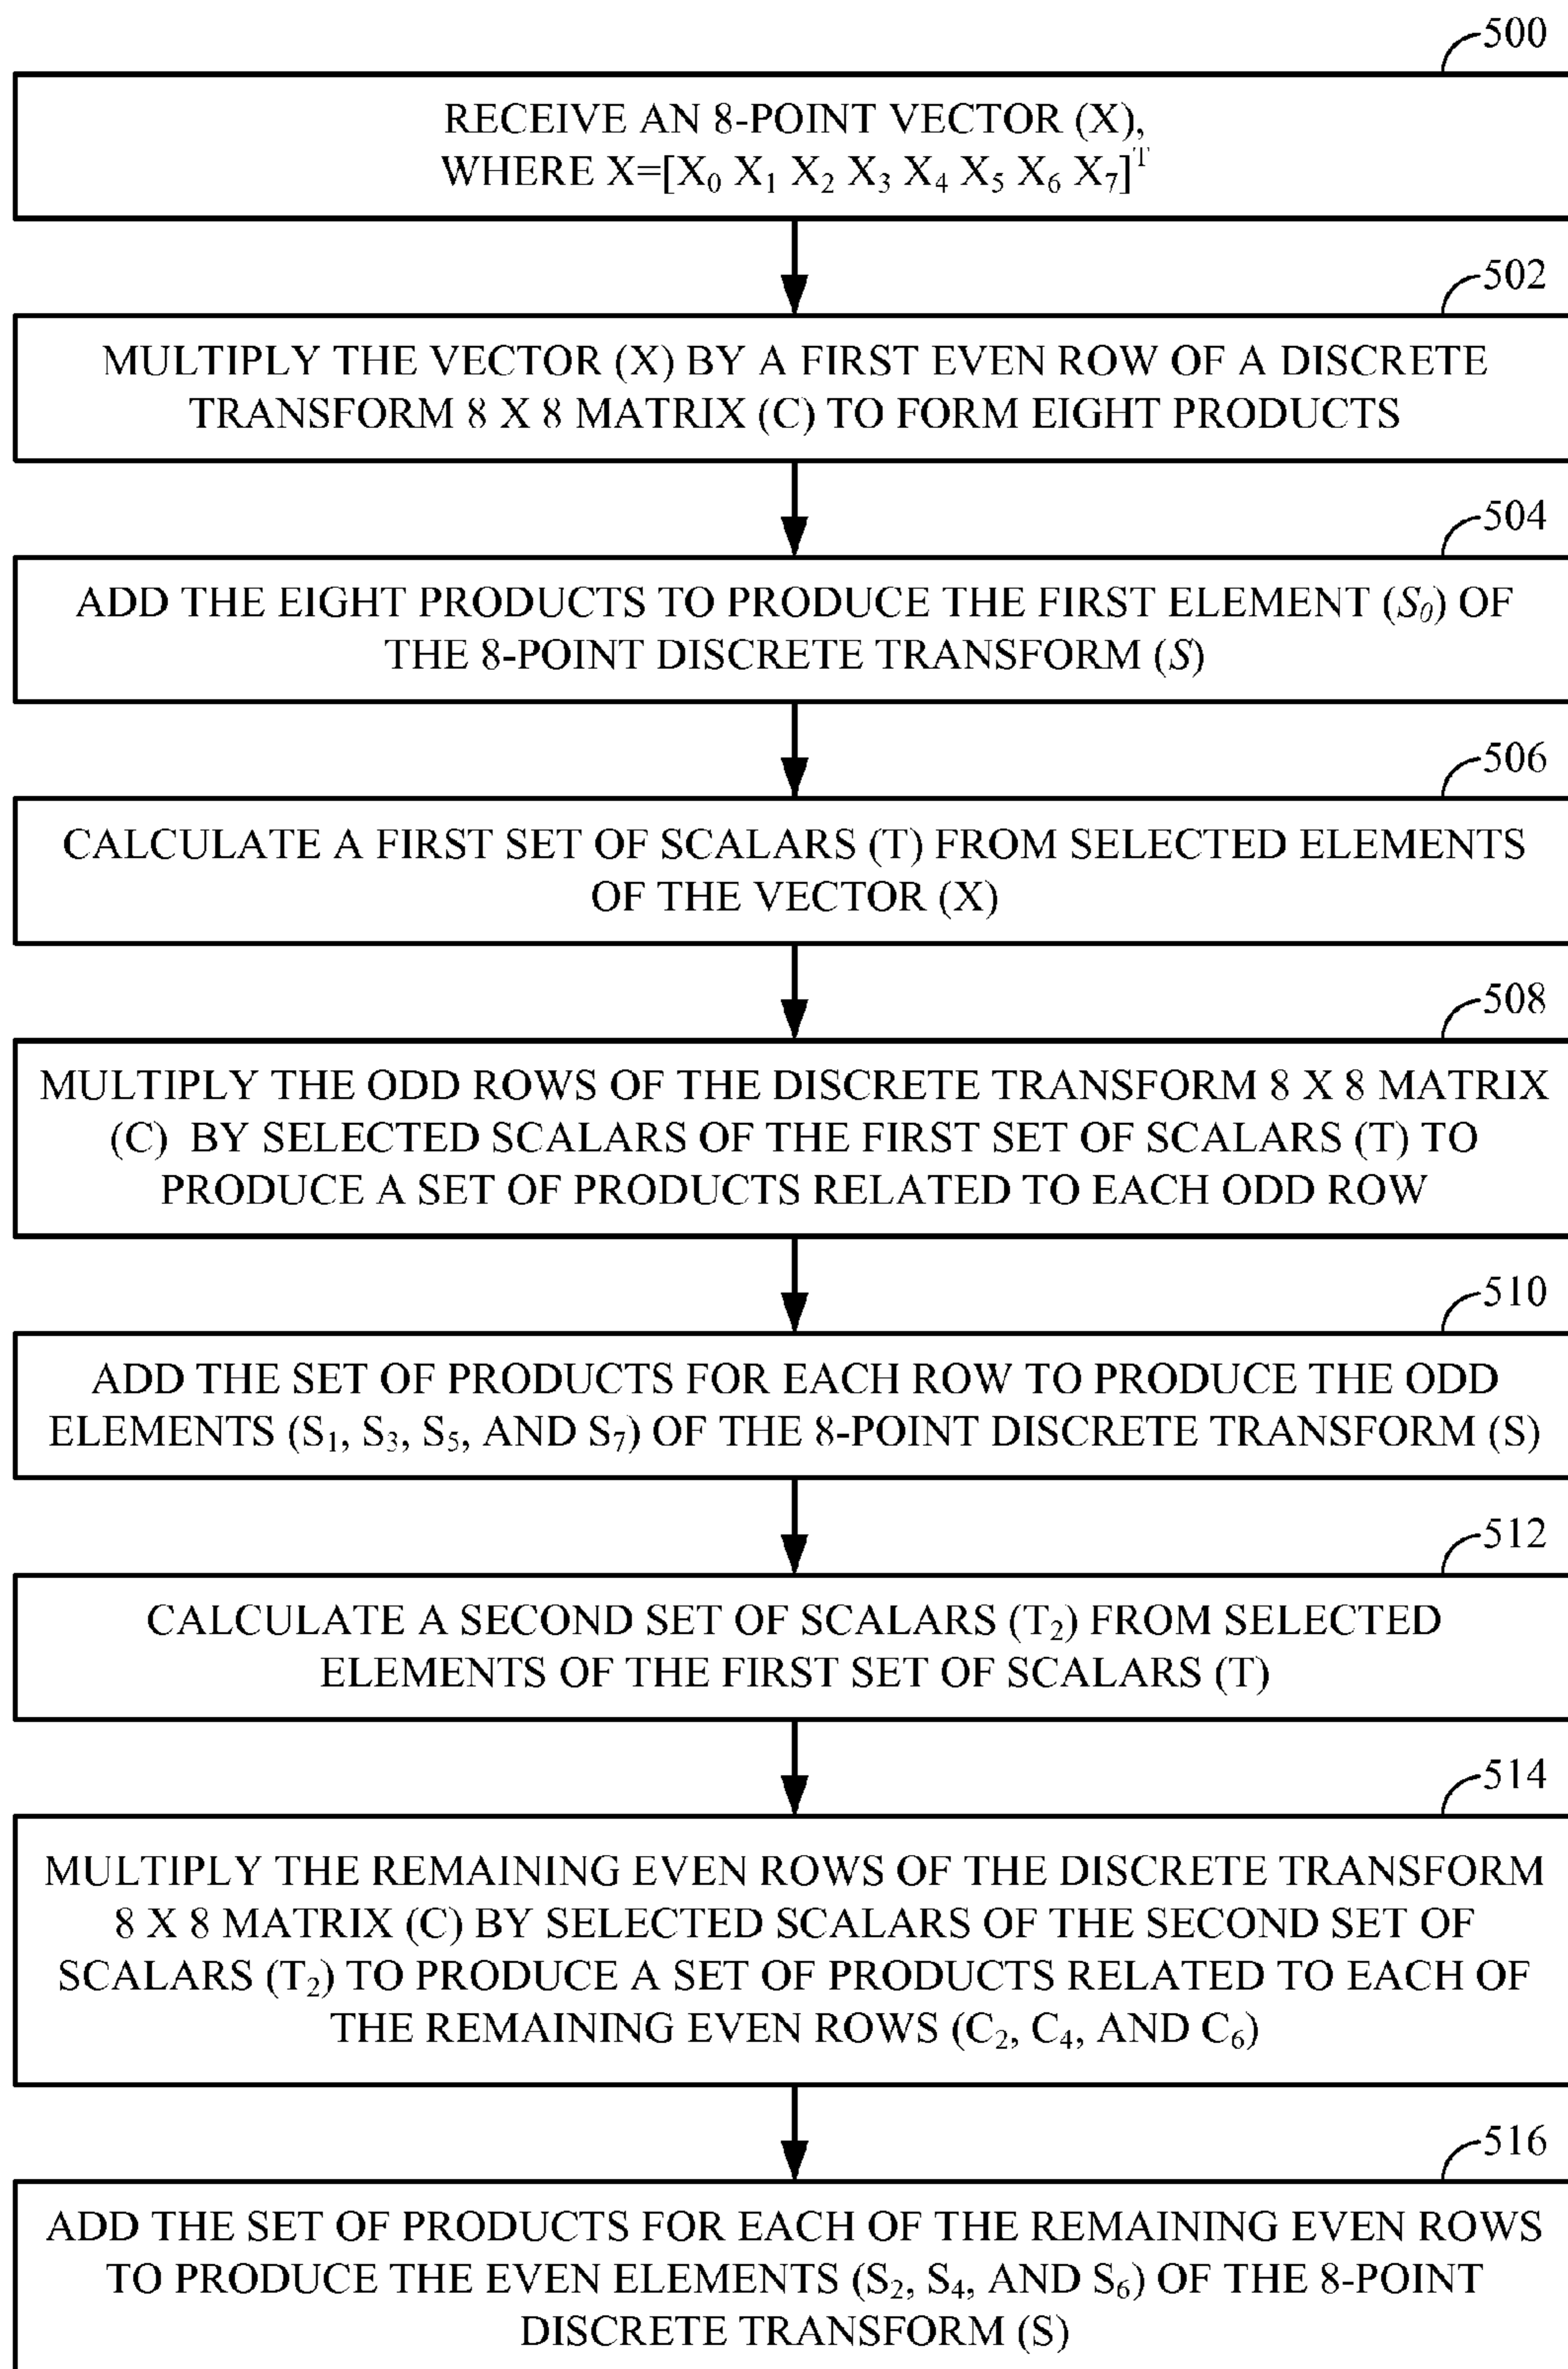 500
RECEIVE AN 8-POINT VECTOR (X),
WHERE X=[X₀ X₁ X₂ X₃ X₄ X₅ X₆ X₇]ᵀ
502
MULTIPLY THE VECTOR (X) BY A FIRST EVEN ROW OF A DISCRETE
TRANSFORM 8 X 8 MATRIX (C) TO FORM EIGHT PRODUCTS
504
ADD THE EIGHT PRODUCTS TO PRODUCE THE FIRST ELEMENT (S₀) OF
THE 8-POINT DISCRETE TRANSFORM (S)
506
CALCULATE A FIRST SET OF SCALARS (T) FROM SELECTED ELEMENTS
OF THE VECTOR (X)
508
MULTIPLY THE ODD ROWS OF THE DISCRETE TRANSFORM 8 X 8 MATRIX
(C) BY SELECTED SCALARS OF THE FIRST SET OF SCALARS (T) TO
PRODUCE A SET OF PRODUCTS RELATED TO EACH ODD ROW
510
ADD THE SET OF PRODUCTS FOR EACH ROW TO PRODUCE THE ODD
ELEMENTS (S₁, S₃, S₅, AND S₇) OF THE 8-POINT DISCRETE TRANSFORM (S)
512
CALCULATE A SECOND SET OF SCALARS (T₂) FROM SELECTED
ELEMENTS OF THE FIRST SET OF SCALARS (T)
514
MULTIPLY THE REMAINING EVEN ROWS OF THE DISCRETE TRANSFORM
8 X 8 MATRIX (C) BY SELECTED SCALARS OF THE SECOND SET OF
SCALARS (T₂) TO PRODUCE A SET OF PRODUCTS RELATED TO EACH OF
THE REMAINING EVEN ROWS (C₂, C₄, AND C₆)
516
ADD THE SET OF PRODUCTS FOR EACH OF THE REMAINING EVEN ROWS
TO PRODUCE THE EVEN ELEMENTS (S₂, S₄, AND S₆) OF THE 8-POINT
DISCRETE TRANSFORM (S)